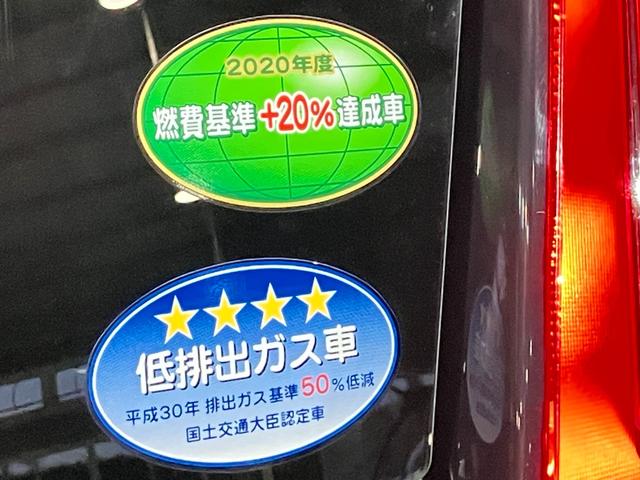 2020年度
燃費基準+20%達成車
低排出ガス車
平成30年 排出ガス基準50%低減
国土交通大臣認定車